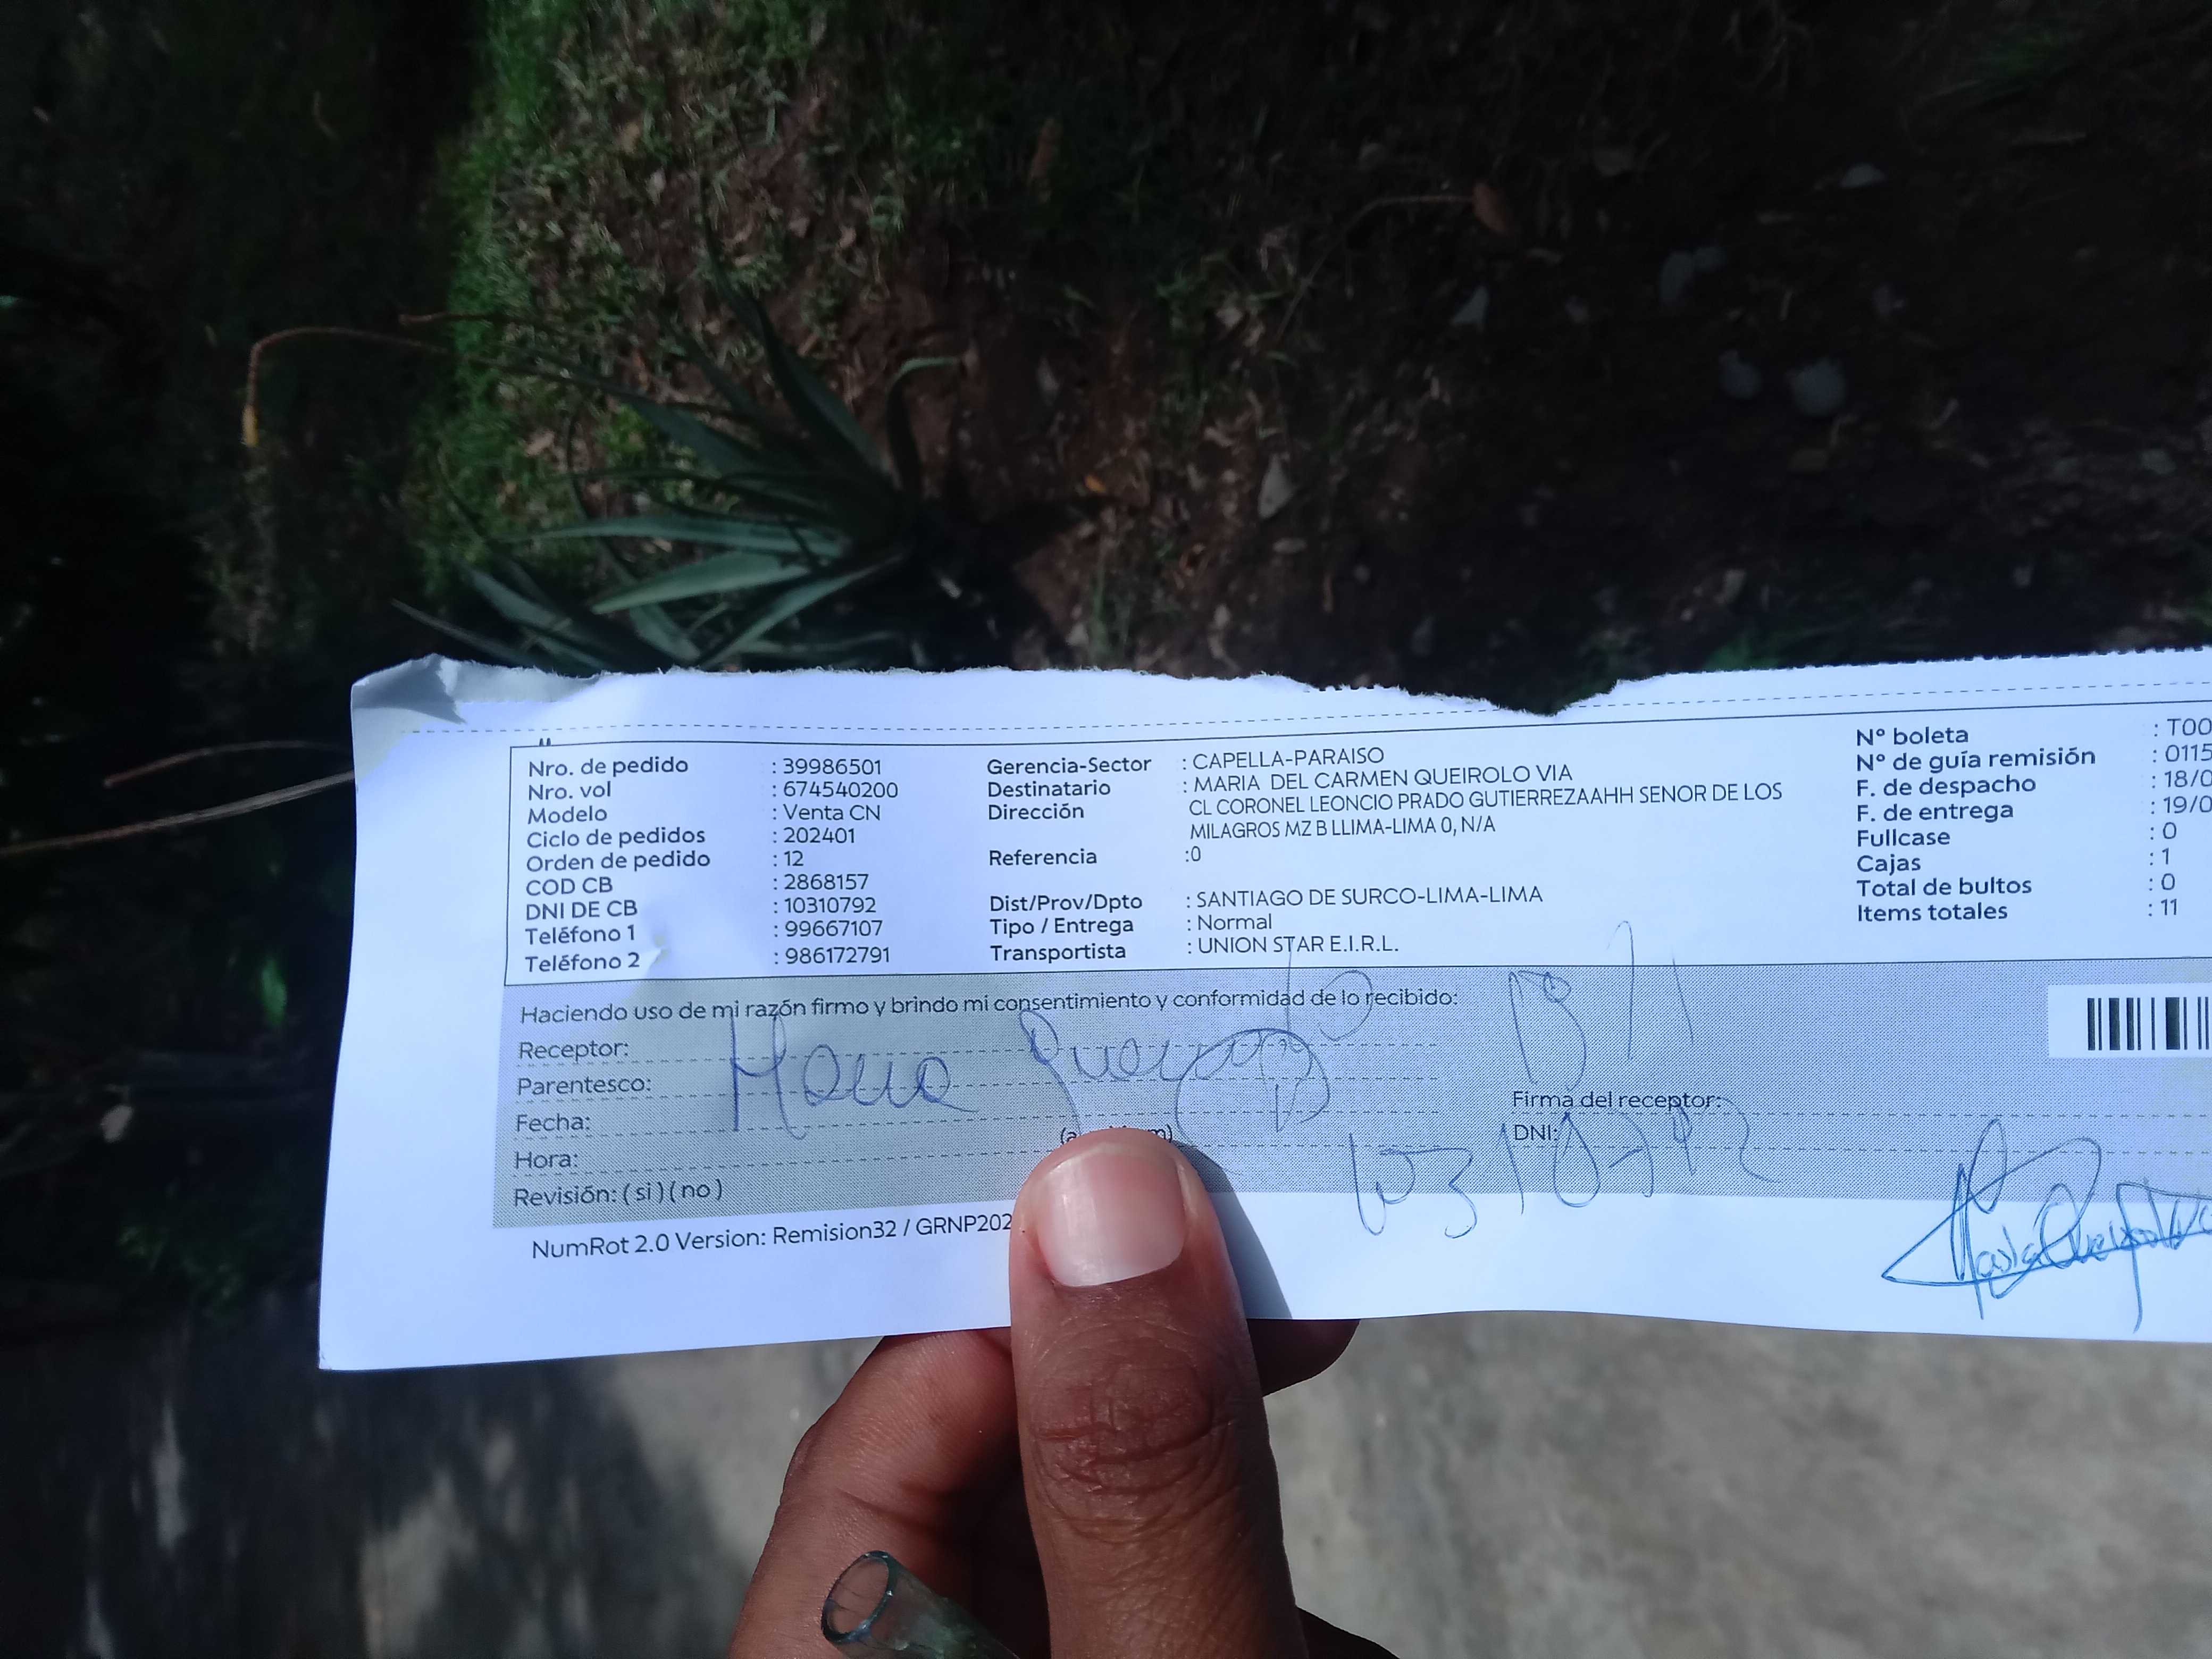 Nro. de pedido : 39986501
Nro. vol : 674540200
Modelo : Venta CN
Ciclo de pedidos : 202401
Orden de pedido : 12
COD CB : 2868157
DNI DE CB : 10310792
Teléfono 1 : 99667107
Teléfono 2 : 986172791
Gerencia-Sector : CAPELLA-PARAISO
Destinatario : MARIA DEL CARMEN QUEIROLO VIA
Dirección CL CORONEL LEONCIO PRADO GUTIERREZAAHH SENOR DE LOS
MILAGROS MZ B LLIMA-LIMA 0, N/A
Referencia :0
Dist/Prov/Dpto : SANTIAGO DE SURCO-LIMA-LIMA
Tipo / Entrega : Normal
Transportista : UNION STAR E.I.R.L.
N° boleta : T00
N° de guía remisión : 0115
F. de despacho : 18/0
F. de entrega : 19/0
Fullcase : 0
Cajas : 1
Total de bultos : 0
Items totales : 11
Haciendo uso de mi razón firmo y brindo mi consentimiento y conformidad de lo recibido:
Receptor:
Parentesco: Maria Queirolo
Fecha:
Hora:
Revisión: ( si ) ( no )
Firma del receptor:
DNI: 10310792
NumRot 2.0 Version: Remision32 / GRNP202